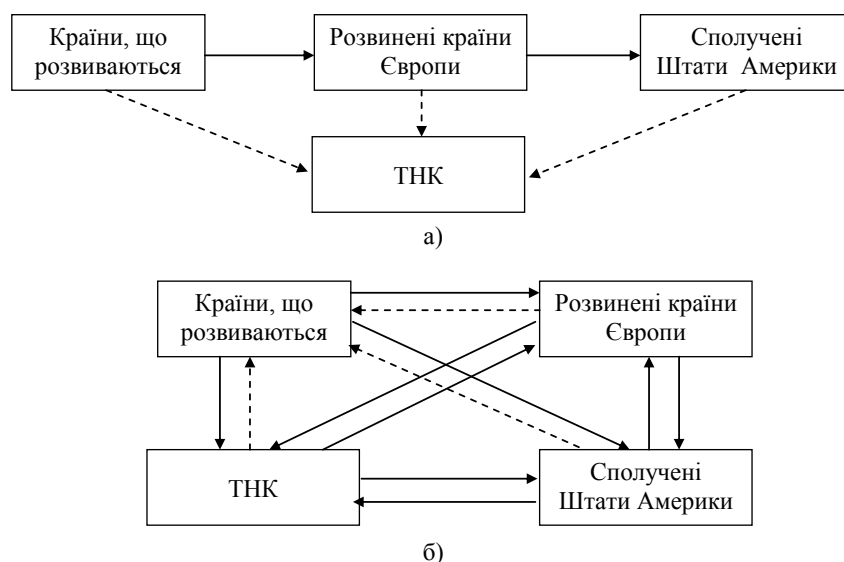 Країни, що
розвиваються
Розвинені країни
Європи
Сполучені
Штати Америки
ТНК
а)
Країни, що
розвиваються
Розвинені країни
Європи
ТНК
Сполучені
Штати Америки
б)